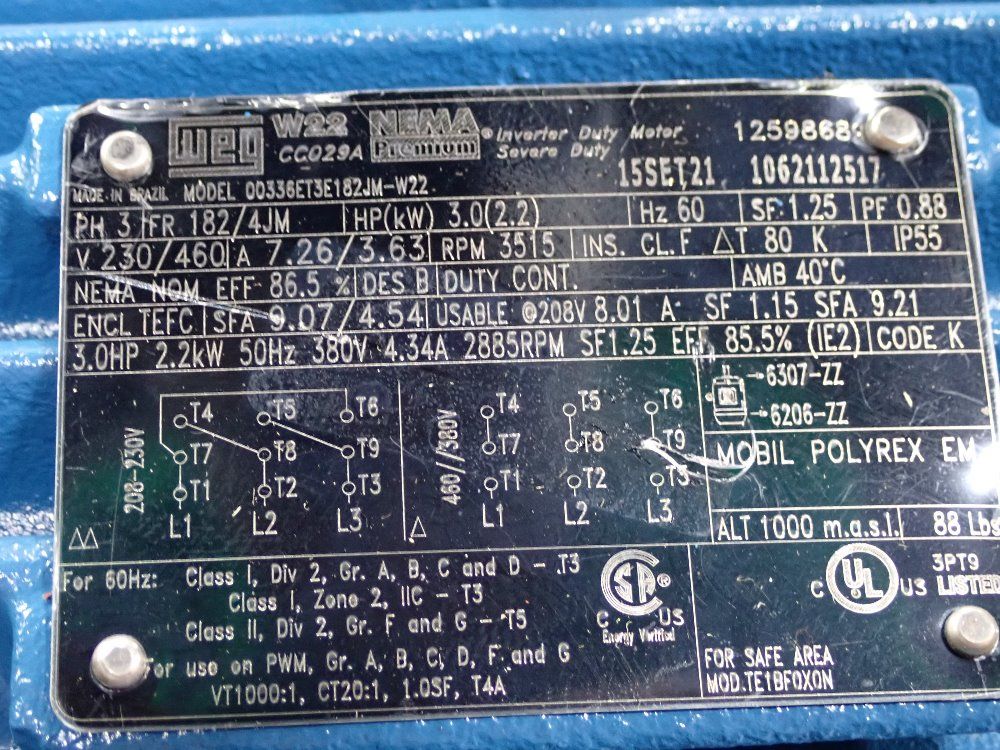 WEG W22 NEMA Premium ® Inverter Duty Motor
CC029A Severe Duty
15SET21 1062112517
MADE IN BRAZIL MODEL 00336ET3E182JM-W22
PH 3 FR 182/4JM HP(kW) 3.0(2.2) Hz 60 SF 1.25 PF 0.88
V 230/460 A 7.26/3.63 RPM 3515 INS. CL. F ΔT 80 K IP55
NEMA NOM EFF 86.5 % DES B DUTY CONT. AMB 40°C
ENCL TEFC SFA 9.07/4.54 USABLE @208V 8.01 A SF 1.15 SFA 9.21
3.0HP 2.2kW 50Hz 380V 4.34A 2885RPM SF1.25 EFF 85.5% (IE2) CODE K
208-230V
T4 T5 T6
T7 T8 T9
T1 T2 T3
L1 L2 L3
ΔΔ
460//380V
T4 T5 T6
T7 T8 T9
T1 T2 T3
L1 L2 L3
Δ
→6307-ZZ
→6206-ZZ
MOBIL POLYREX EM
ALT 1000 m.a.s.l. 88 Lbs
For 60Hz: Class I, Div 2, Gr. A, B, C and D - T3
Class I, Zone 2, IIC - T3
Class II, Div 2, Gr. F and G - T5
For use on PWM, Gr. A, B, C, D, F and G
VT1000:1, CT20:1, 1.0SF, T4A
C SA US
Energy Verified
C UL US 3PT9
LISTED
FOR SAFE AREA
MOD.TE1BF0X0N